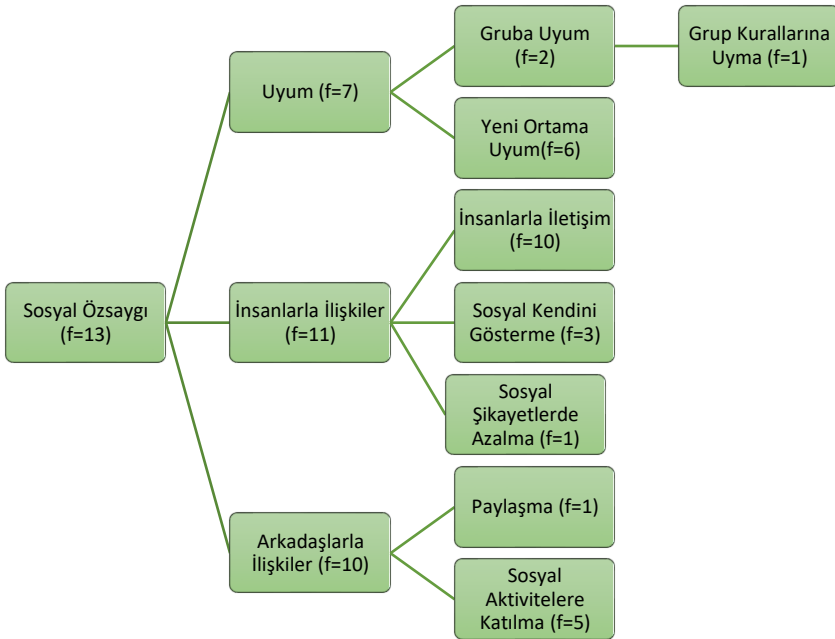 Sosyal Özsaygı
(f=13)
Uyum (f=7)
Gruba Uyum
(f=2)
Grup Kurallarına
Uyma (f=1)
Yeni Ortama
Uyum(f=6)
İnsanlarla İlişkiler
(f=11)
İnsanlarla İletişim
(f=10)
Sosyal Kendini
Gösterme (f=3)
Sosyal
Şikayetlerde
Azalma (f=1)
Arkadaşlarla
İlişkiler (f=10)
Paylaşma (f=1)
Sosyal
Aktivitelere
Katılma (f=5)